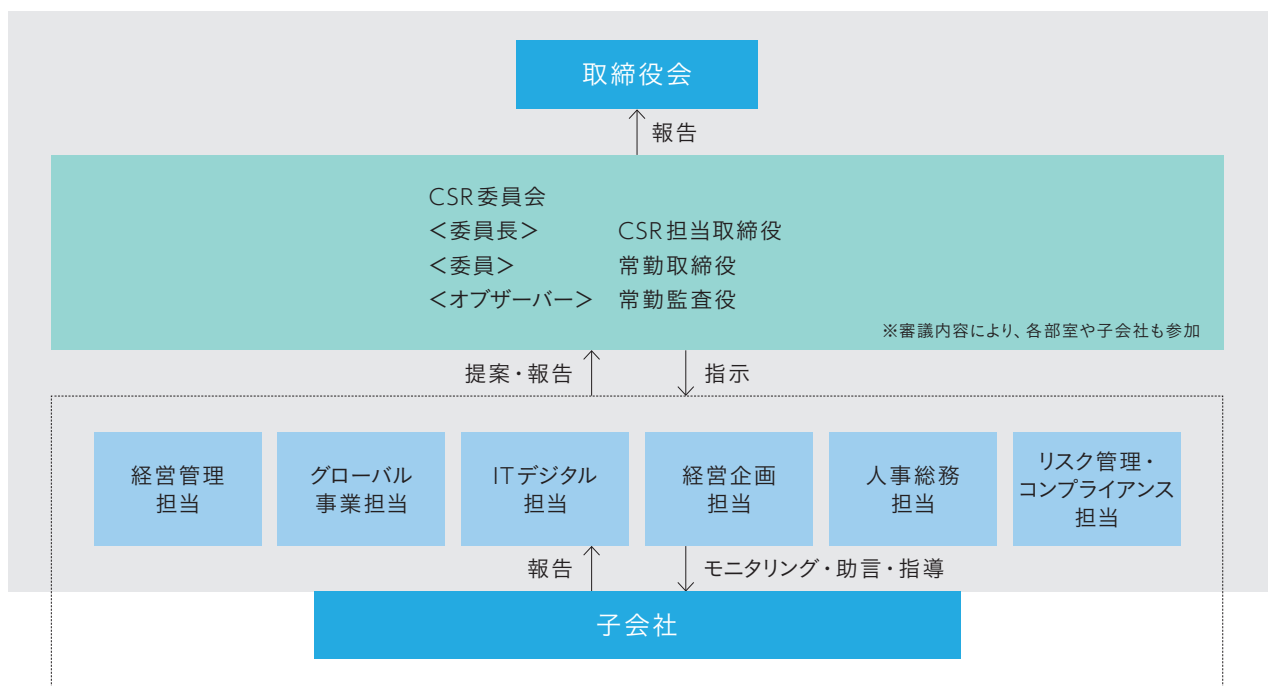 取締役会
報告
CSR委員会
＜委員長＞ CSR担当取締役
＜委員＞ 常勤取締役
＜オブザーバー＞ 常勤監査役
※審議内容により、各部室や子会社も参加
提案・報告
指示
経営管理
担当
グローバル
事業担当
ITデジタル
担当
経営企画
担当
人事総務
担当
リスク管理・
コンプライアンス
担当
報告
モニタリング・助言・指導
子会社